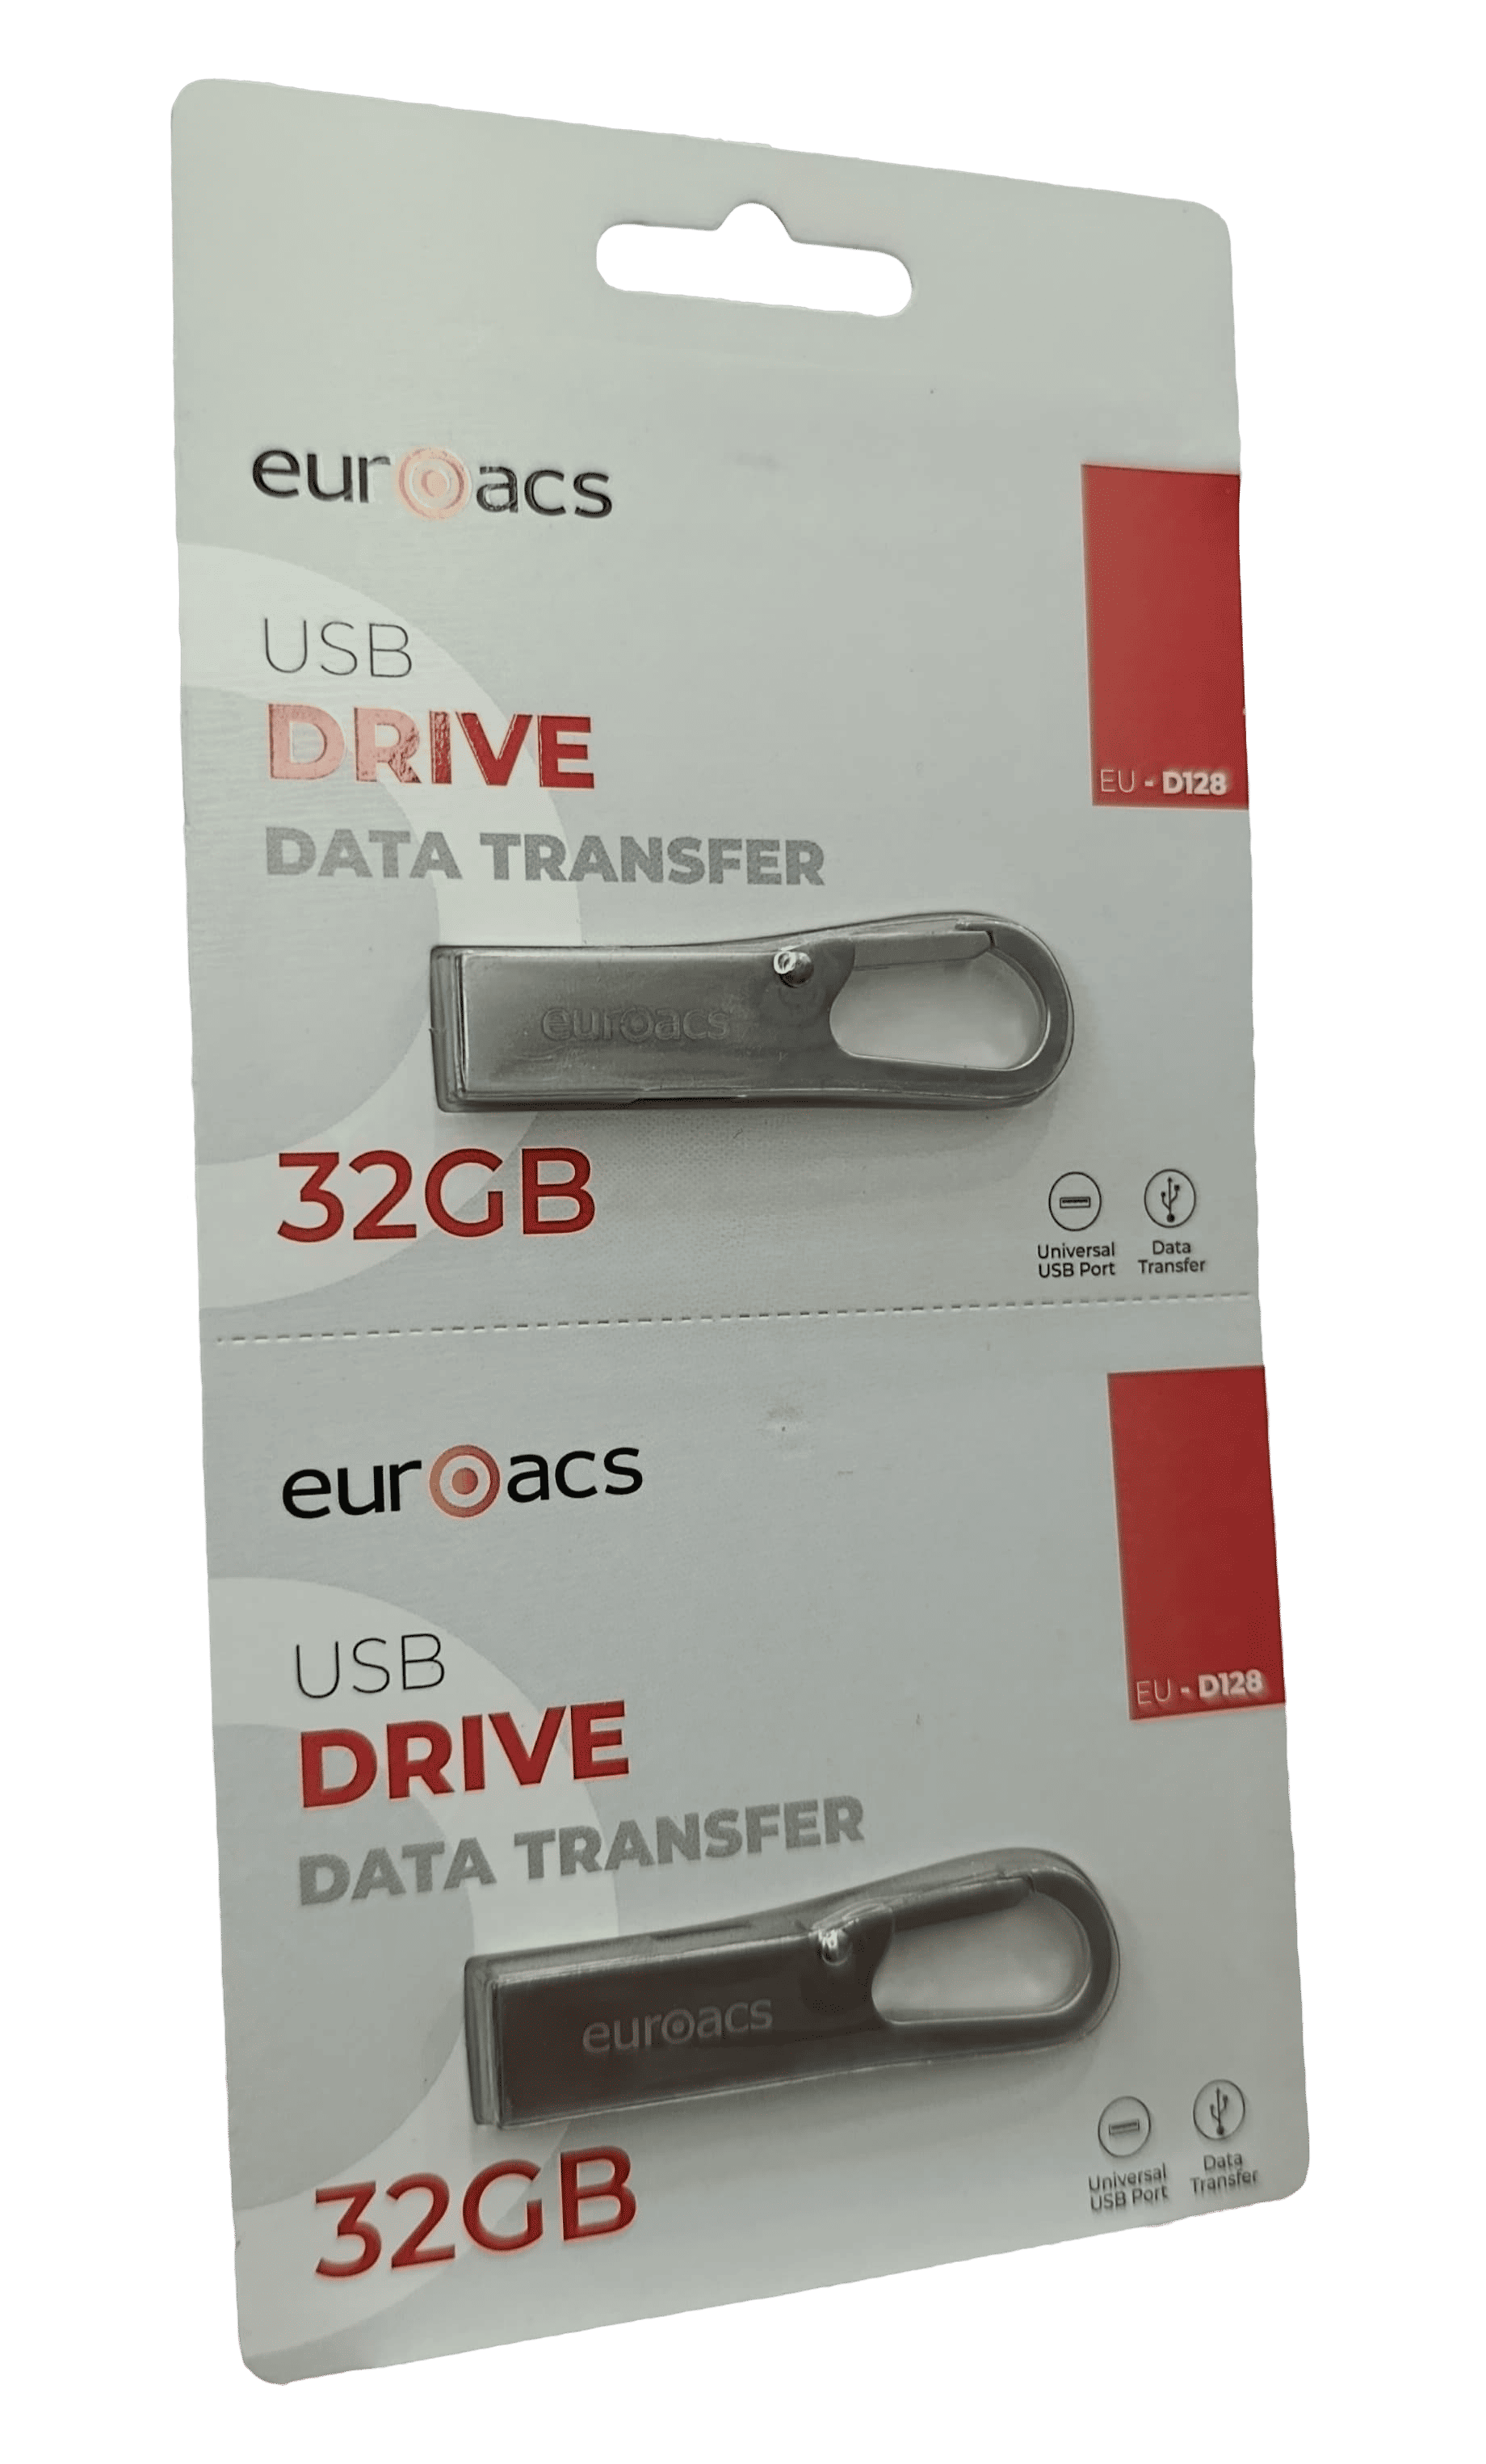 euroacs
USB
DRIVE
DATA TRANSFER
EU - D128
euroacs
32GB
Universal
USB Port
Data
Transfer
euroacs
USB
DRIVE
DATA TRANSFER
EU - D128
euroacs
32GB
Universal
USB Port
Data
Transfer